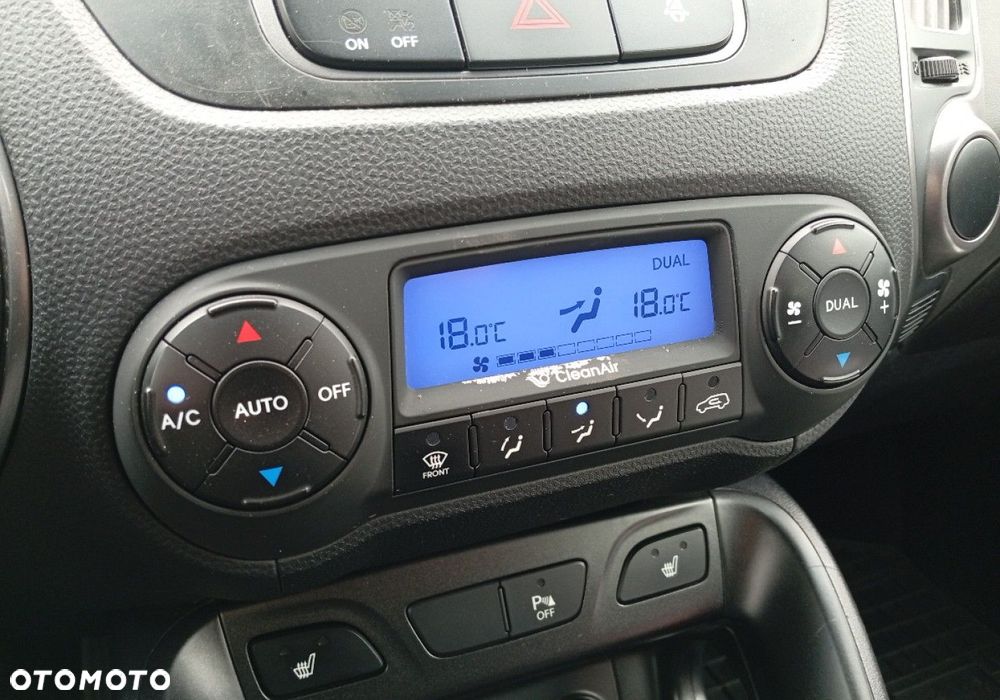 ON OFF
DUAL
18.0°C 18.0°C
CleanAir
A/C AUTO OFF
DUAL
- +
FRONT
P OFF
OTOMOTO